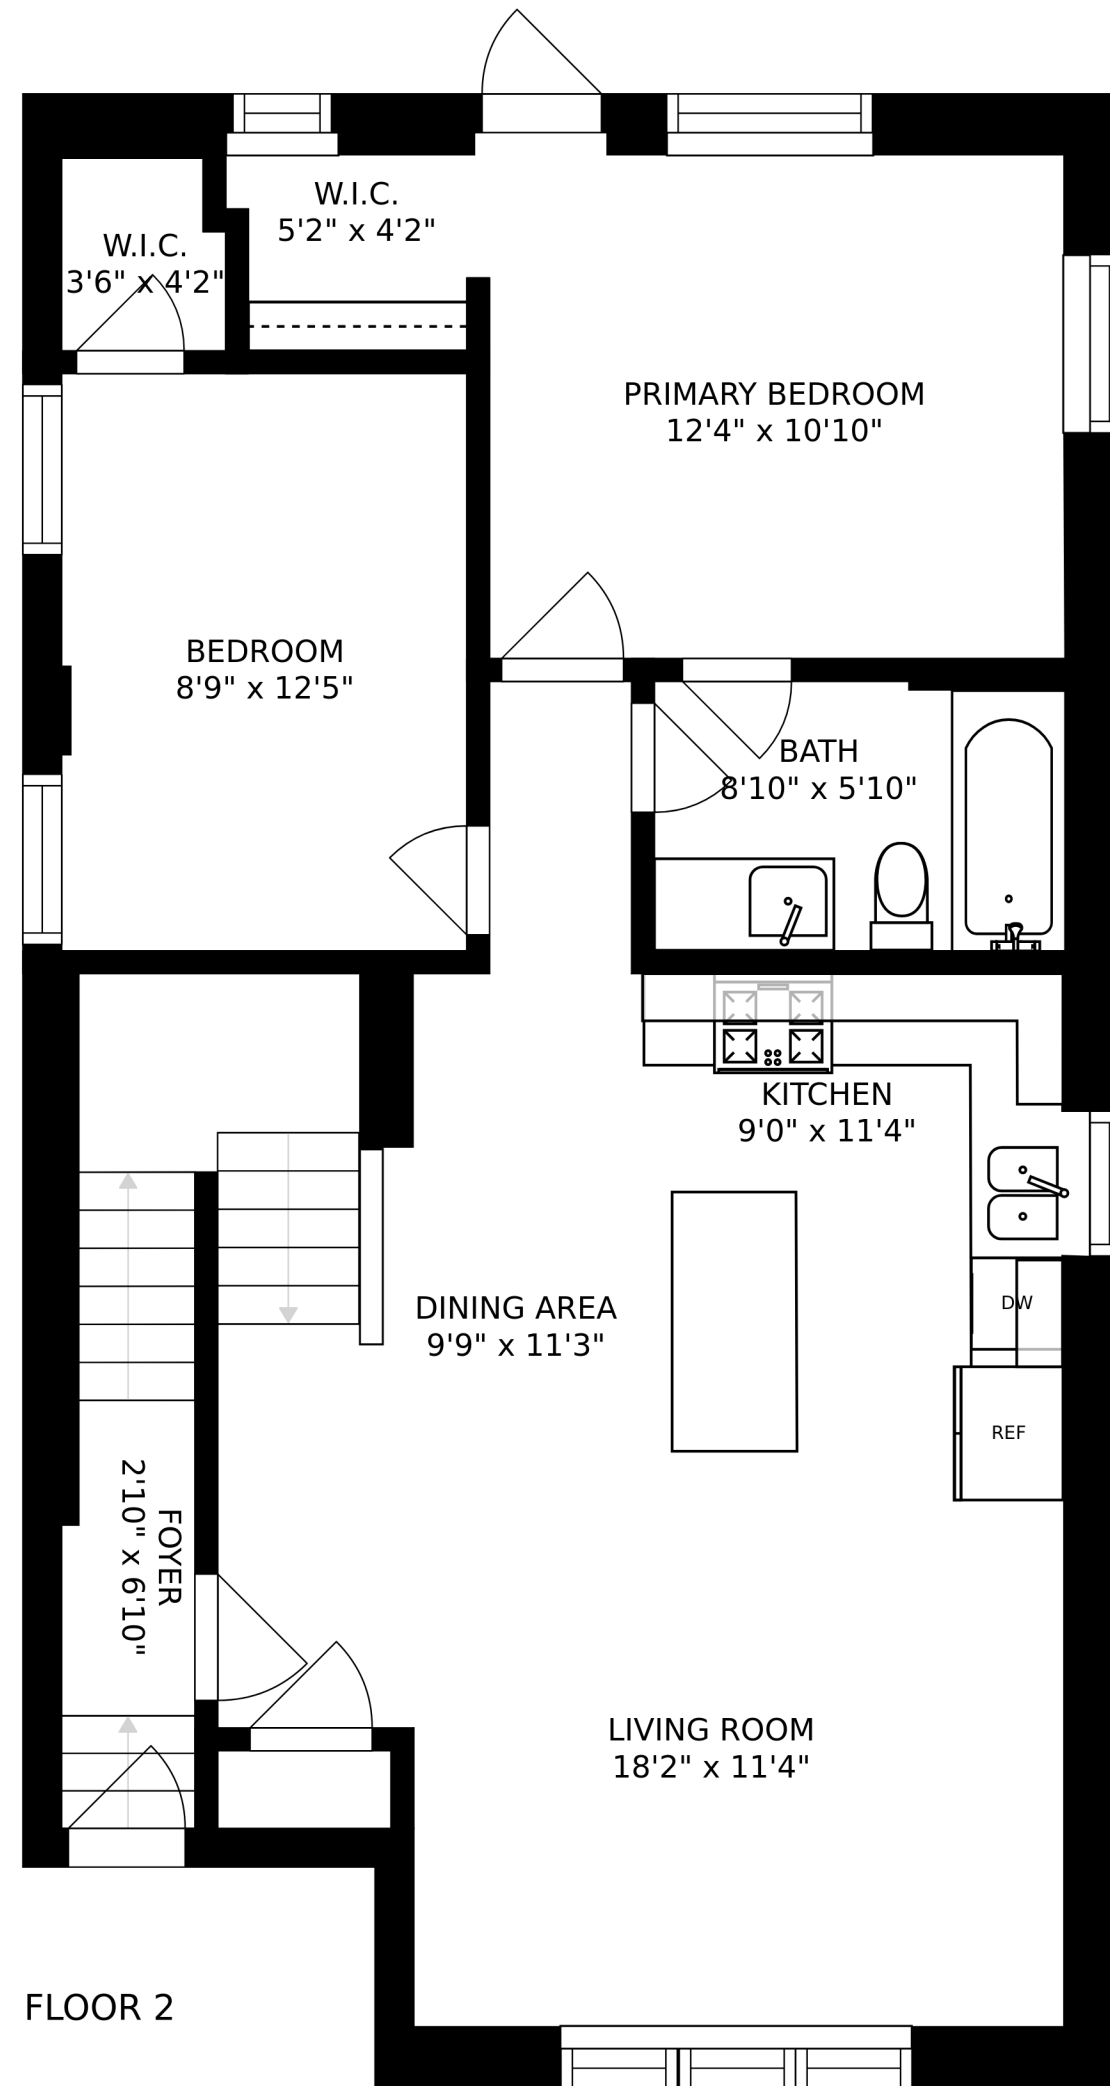 W.I.C.
5'2" x 4'2"
W.I.C.
3'6" x 4'2"
PRIMARY BEDROOM
12'4" x 10'10"
BEDROOM
8'9" x 12'5"
BATH
8'10" x 5'10"
KITCHEN
9'0" x 11'4"
DINING AREA
9'9" x 11'3"
DW
REF
FOYER
2'10" x 6'10"
LIVING ROOM
18'2" x 11'4"
FLOOR 2